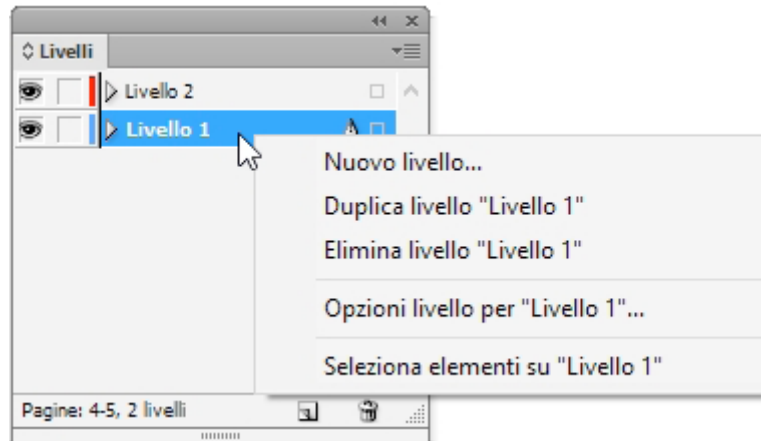 Livelli
Livello 2
Livello 1
Nuovo livello...
Duplica livello "Livello 1"
Elimina livello "Livello 1"
Opzioni livello per "Livello 1"...
Seleziona elementi su "Livello 1"
Pagine: 4-5, 2 livelli